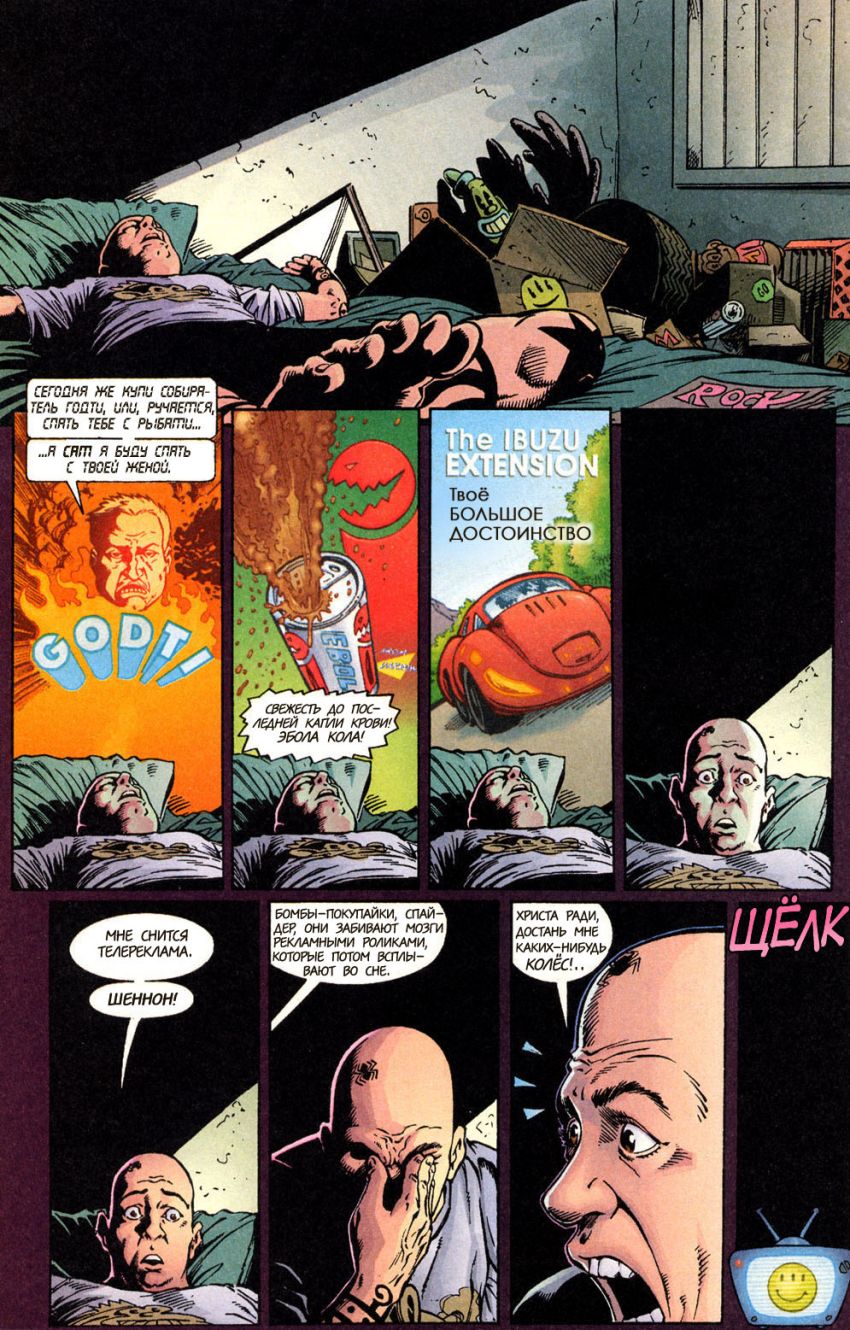 ROCK
СЕГОДНЯ ЖЕ КУПИ СОБИРА-
ТЕЛЬ ГОДТИ, ИЛИ, РУЧАЕТСЯ,
СПАТЬ ТЕБЕ С РЫБАМИ...
...А САМ Я БУДУ СПАТЬ
С ТВОЕЙ ЖЕНОЙ.
GODTI
EBOL
СВЕЖЕСТЬ ДО ПОС-
ЛЕДНЕЙ КАПЛИ КРОВИ!
ЭБОЛА КОЛА!
The IBUZU
EXTENSION
Твоё
БОЛЬШОЕ
ДОСТОИНСТВО
МНЕ СНИТСЯ
ТЕЛЕРЕКЛАМА.
ШЕННОН!
БОМБЫ-ПОКУПАЙКИ, СПАЙ-
ДЕР, ОНИ ЗАБИВАЮТ МОЗГИ
РЕКЛАМНЫМИ РОЛИКАМИ,
КОТОРЫЕ ПОТОМ ВСПЛЫ-
ВАЮТ ВО СНЕ.
ХРИСТА РАДИ,
ДОСТАНЬ МНЕ
КАКИХ-НИБУДЬ
КОЛЁС!..
ЩЁЛК